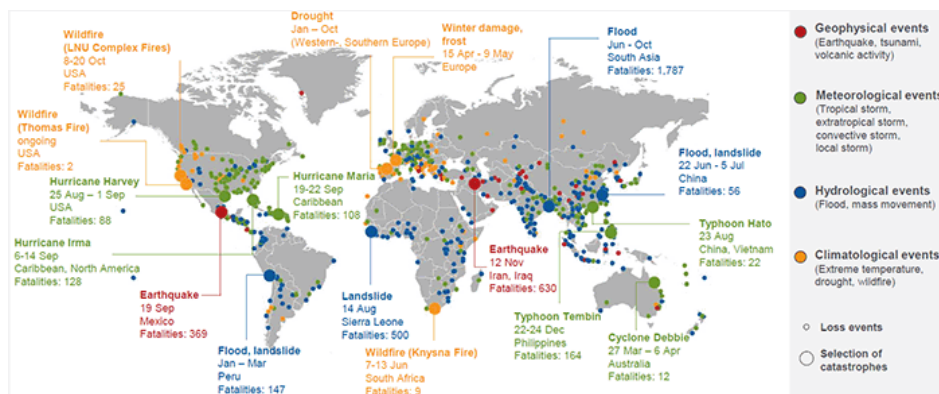 Wildfire
(LNU Complex Fires)
8-20 Oct
USA
Fatalities: 25
Drought
Jan – Oct
(Western-, Southern Europe)
Winter damage,
frost
15 Apr - 9 May
Europe
Flood
Jun - Oct
South Asia
Fatalities: 1,787
Wildfire
(Thomas Fire)
ongoing
USA
Fatalities: 2
Hurricane Harvey
25 Aug – 1 Sep
USA
Fatalities: 88
Hurricane Maria
19-22 Sep
Caribbean
Fatalities: 108
Flood, landslide
22 Jun - 5 Jul
China
Fatalities: 56
Hurricane Irma
6-14 Sep
Caribbean, North America
Fatalities: 128
Typhoon Hato
23 Aug
China, Vietnam
Fatalities: 22
Earthquake
12 Nov
Iran, Iraq
Fatalities: 630
Earthquake
19 Sep
Mexico
Fatalities: 369
Landslide
14 Aug
Sierra Leone
Fatalities: 500
Typhoon Tembin
22-24 Dec
Philippines
Fatalities: 164
Cyclone Debbie
27 Mar – 6 Apr
Australia
Fatalities: 12
Flood, landslide
Jan – Mar
Peru
Fatalities: 147
Wildfire (Knysna Fire)
7-13 Jun
South Africa
Fatalities: 9
Geophysical events
(Earthquake, tsunami,
volcanic activity)
Meteorological events
(Tropical storm,
extratropical storm,
convective storm,
local storm)
Hydrological events
(Flood, mass movement)
Climatological events
(Extreme temperature,
drought, wildfire)
Loss events
Selection of
catastrophes